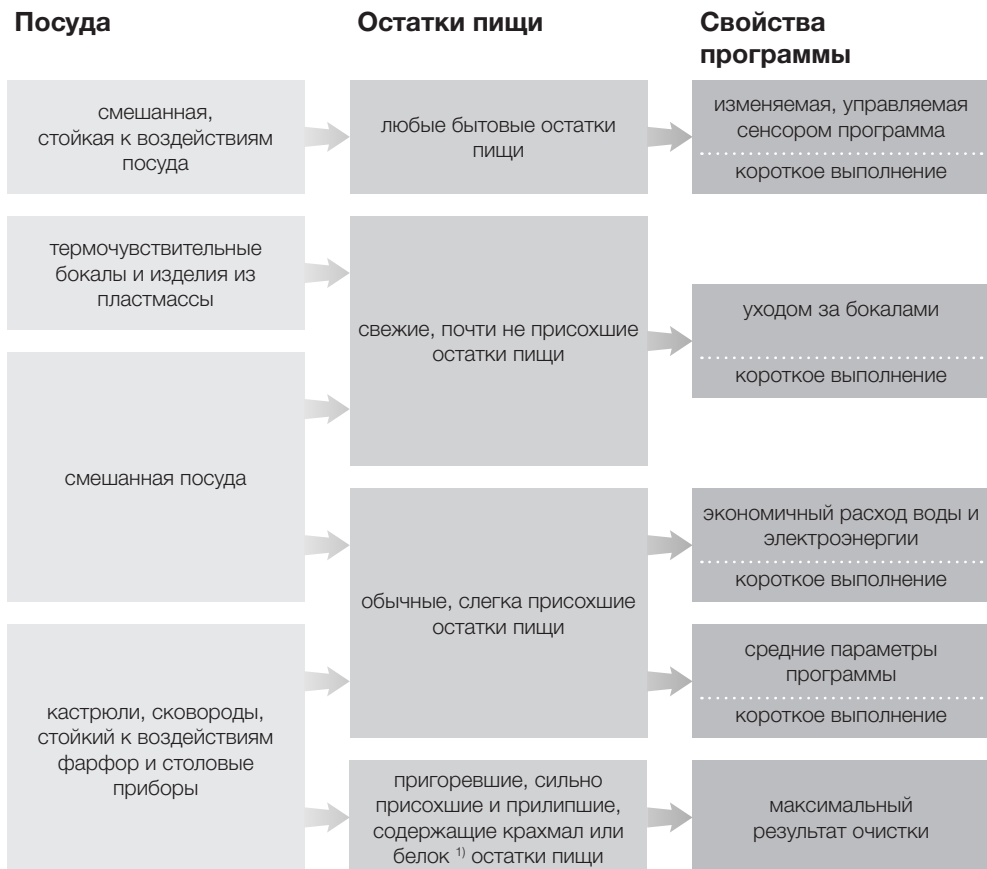 Посуда
Остатки пищи
Свойства
программы
смешанная,
стойкая к воздействиям
посуда
любые бытовые остатки
пищи
изменяемая, управляемая
сенсором программа
короткое выполнение
термочувствительные
бокалы и изделия из
пластмассы
свежие, почти не присохшие
остатки пищи
уходом за бокалами
короткое выполнение
смешанная посуда
обычные, слегка присохшие
остатки пищи
экономичный расход воды и
электроэнергии
короткое выполнение
средние параметры
программы
короткое выполнение
кастрюли, сковороды,
стойкий к воздействиям
фарфор и столовые
приборы
пригоревшие, сильно
присохшие и прилипшие,
содержащие крахмал или
белок 1) остатки пищи
максимальный
результат очистки